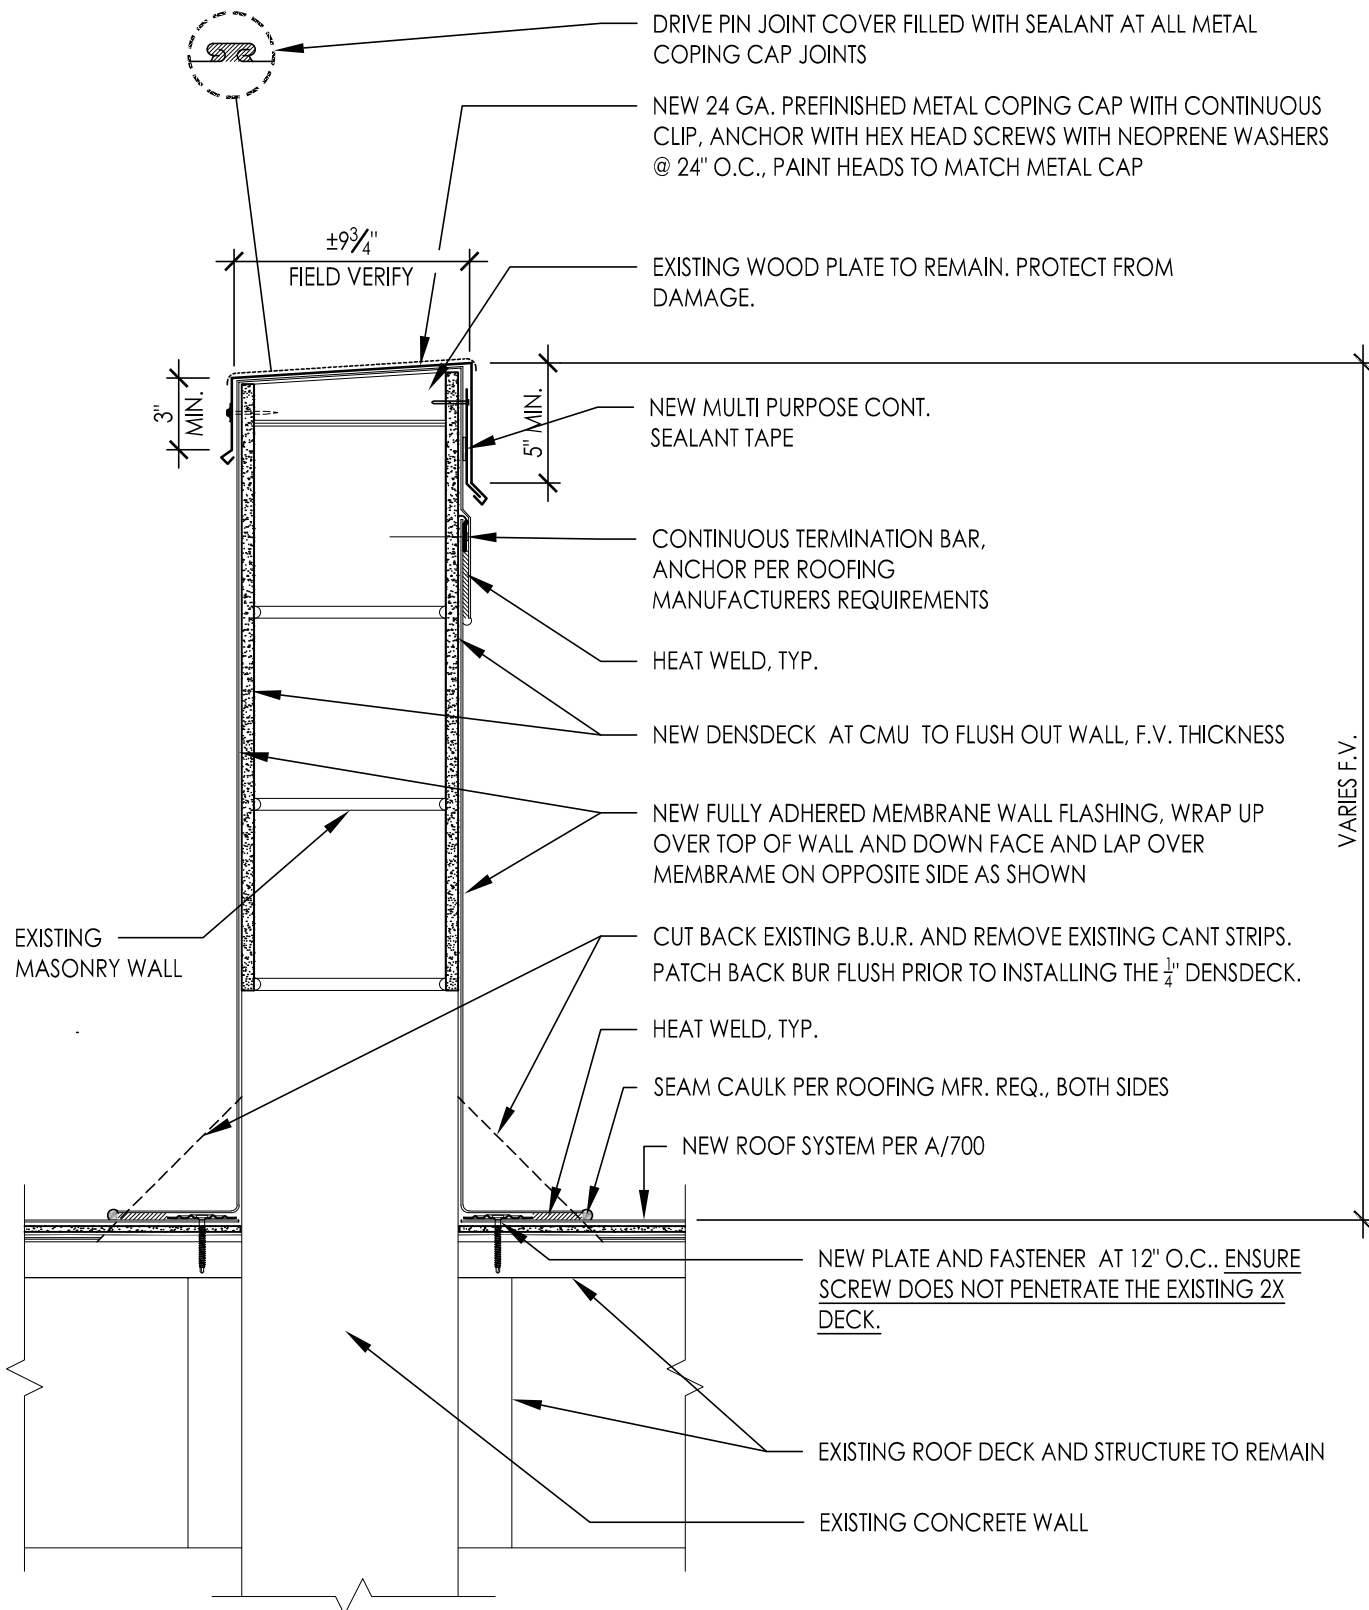 DRIVE PIN JOINT COVER FILLED WITH SEALANT AT ALL METAL
COPING CAP JOINTS
NEW 24 GA. PREFINISHED METAL COPING CAP WITH CONTINUOUS
CLIP, ANCHOR WITH HEX HEAD SCREWS WITH NEOPRENE WASHERS
@ 24" O.C., PAINT HEADS TO MATCH METAL CAP
±9¾"
FIELD VERIFY
EXISTING WOOD PLATE TO REMAIN. PROTECT FROM
DAMAGE.
3"
MIN.
5" MIN.
NEW MULTI PURPOSE CONT.
SEALANT TAPE
CONTINUOUS TERMINATION BAR,
ANCHOR PER ROOFING
MANUFACTURERS REQUIREMENTS
HEAT WELD, TYP.
NEW DENSDECK AT CMU TO FLUSH OUT WALL, F.V. THICKNESS
VARIES F.V.
NEW FULLY ADHERED MEMBRANE WALL FLASHING, WRAP UP
OVER TOP OF WALL AND DOWN FACE AND LAP OVER
MEMBRAME ON OPPOSITE SIDE AS SHOWN
EXISTING
MASONRY WALL
CUT BACK EXISTING B.U.R. AND REMOVE EXISTING CANT STRIPS.
PATCH BACK BUR FLUSH PRIOR TO INSTALLING THE ¼" DENSDECK.
HEAT WELD, TYP.
SEAM CAULK PER ROOFING MFR. REQ., BOTH SIDES
NEW ROOF SYSTEM PER A/700
NEW PLATE AND FASTENER AT 12" O.C.. ENSURE
SCREW DOES NOT PENETRATE THE EXISTING 2X
DECK.
EXISTING ROOF DECK AND STRUCTURE TO REMAIN
EXISTING CONCRETE WALL